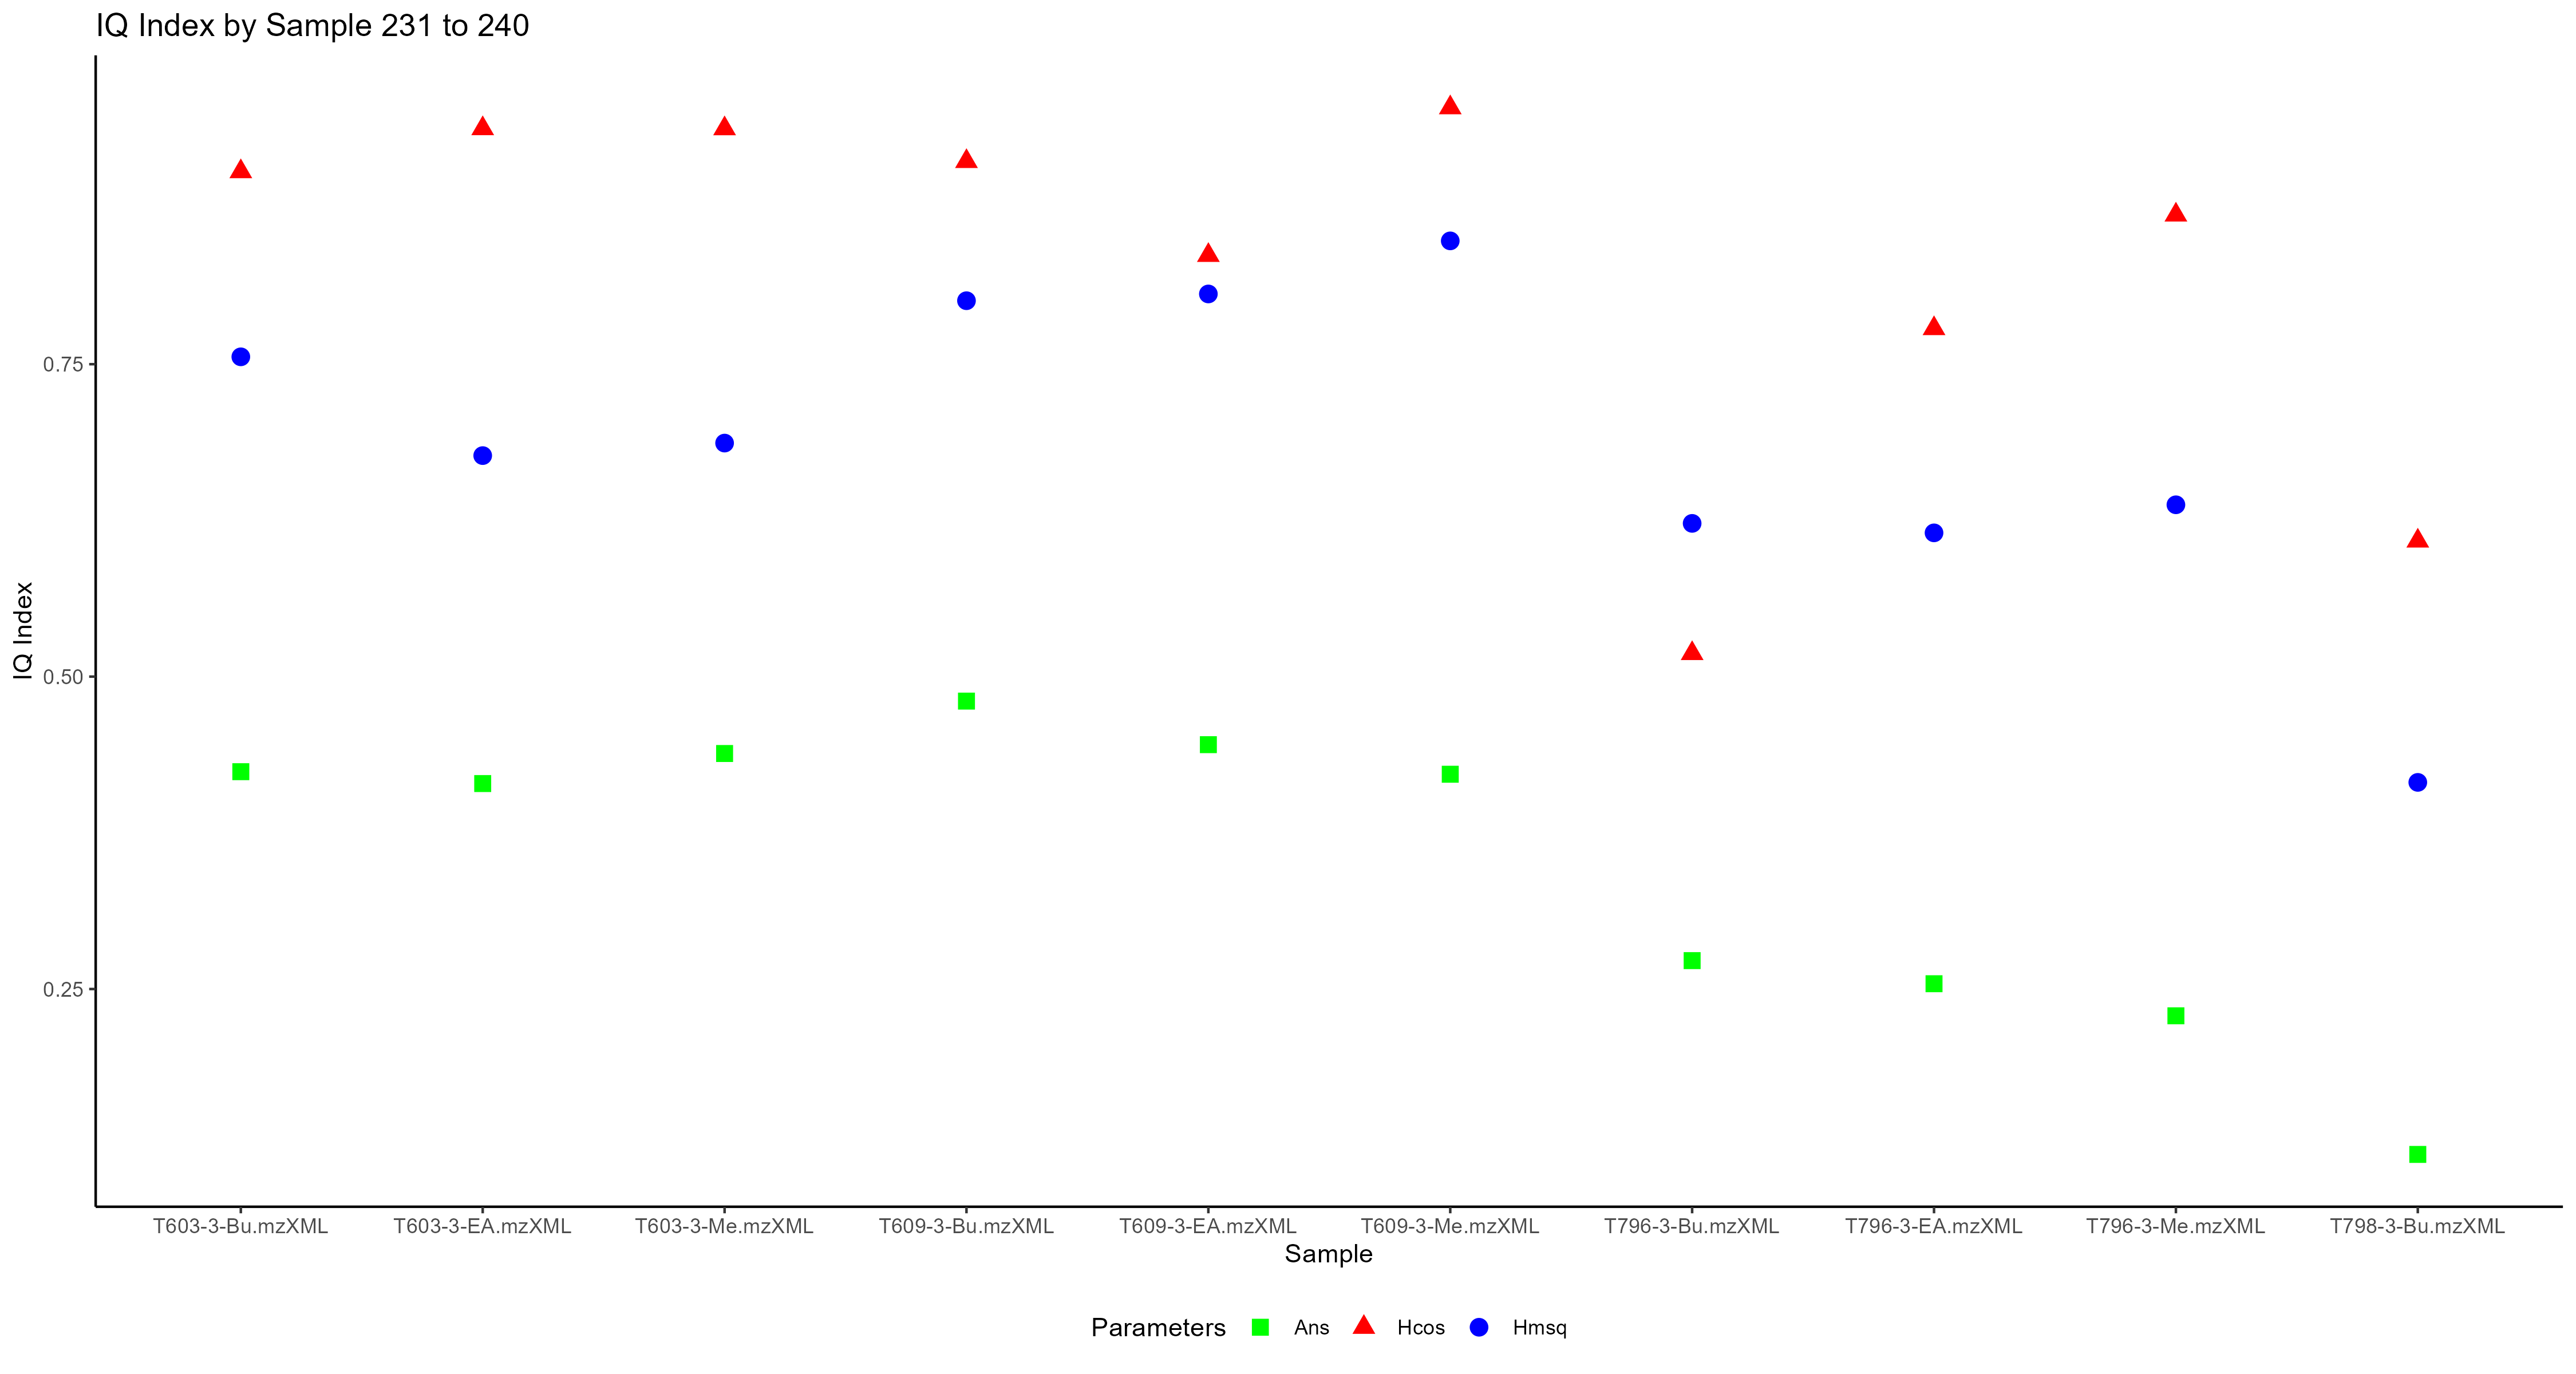 IQ Index by Sample 231 to 240
IQ Index
0.75
0.50
0.25
T603-3-Bu.mzXML T603-3-EA.mzXML T603-3-Me.mzXML T609-3-Bu.mzXML T609-3-EA.mzXML T609-3-Me.mzXML T796-3-Bu.mzXML T796-3-EA.mzXML T796-3-Me.mzXML T798-3-Bu.mzXML
Sample
Parameters Ans Hcos Hmsq